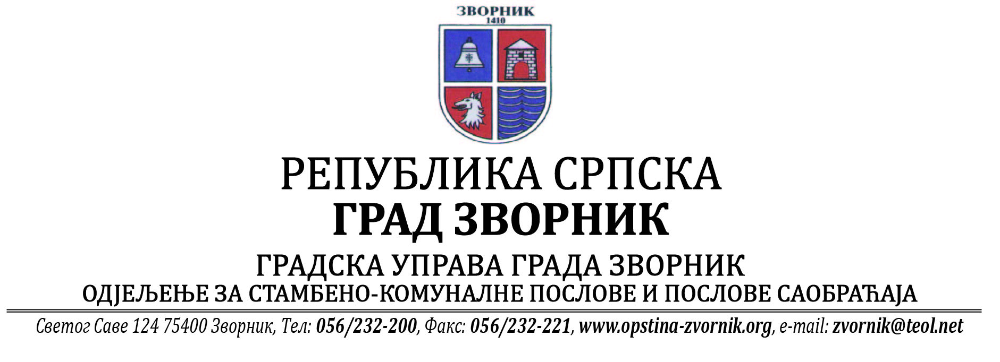 ЗВОРНИК
1410
РЕПУБЛИКА СРПСКА
ГРАД ЗВОРНИК
ГРАДСКА УПРАВА ГРАДА ЗВОРНИК
ОДЈЕЉЕЊЕ ЗА СТАМБЕНО-КОМУНАЛНЕ ПОСЛОВЕ И ПОСЛОВЕ САОБРАЋАЈА
Светог Саве 124 75400 Зворник, Тел: 056/232-200, Факс: 056/232-221, www.opstina-zvornik.org, e-mail: zvornik@teol.net